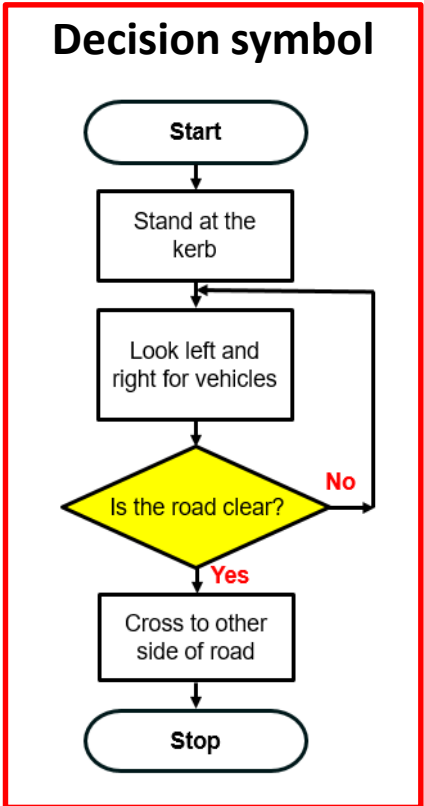 Decision symbol
Start
Stand at the
kerb
Look left and
right for vehicles
Is the road clear?
No
Yes
Cross to other
side of road
Stop